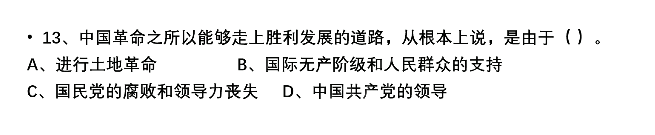 • 13、中国革命之所以能够走上胜利发展的道路，从根本上说，是由于（ ）。
A、进行土地革命 B、国际无产阶级和人民群众的支持
C、国民党的腐败和领导力丧失 D、中国共产党的领导